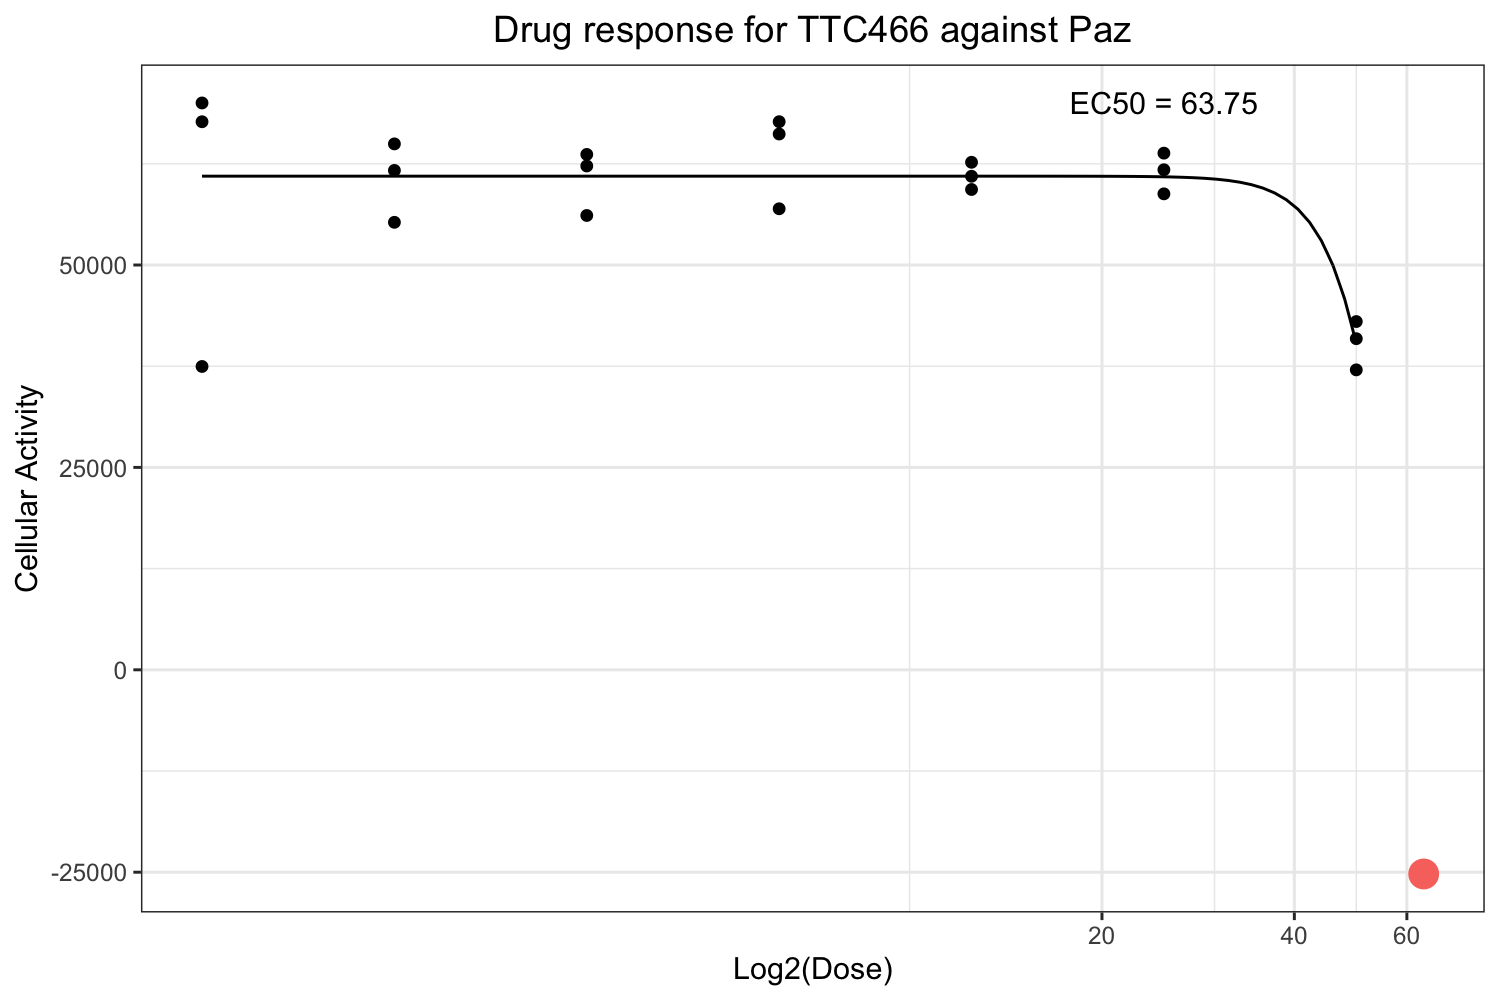 Drug response for TTC466 against Paz
EC50 = 63.75
Cellular Activity
50000
25000
0
-25000
20 40 60
Log2(Dose)